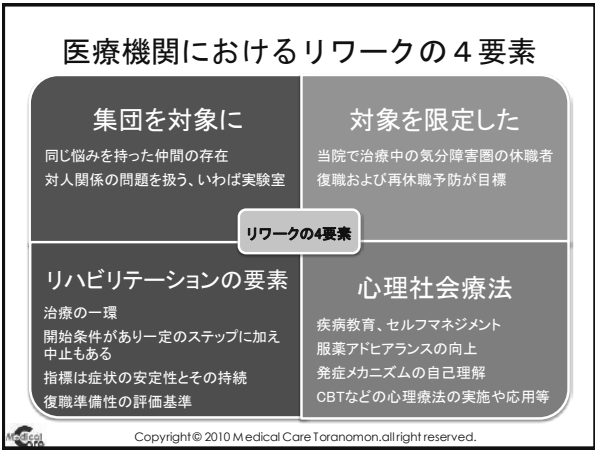 医療機関におけるリワークの４要素
集団を対象に
同じ悩みを持った仲間の存在
対人関係の問題を扱う、いわば実験室
対象を限定した
当院で治療中の気分障害圏の休職者
復職および再休職予防が目標
リワークの4要素
リハビリテーションの要素
治療の一環
開始条件があり一定のステップに加え
中止もある
指標は症状の安定性とその持続
復職準備性の評価基準
心理社会療法
疾病教育、セルフマネジメント
服薬アドヒアランスの向上
発症メカニズムの自己理解
CBTなどの心理療法の実施や応用等
Medical
Care
Copyright© 2010 Medical Care Toranomon.all right reserved.